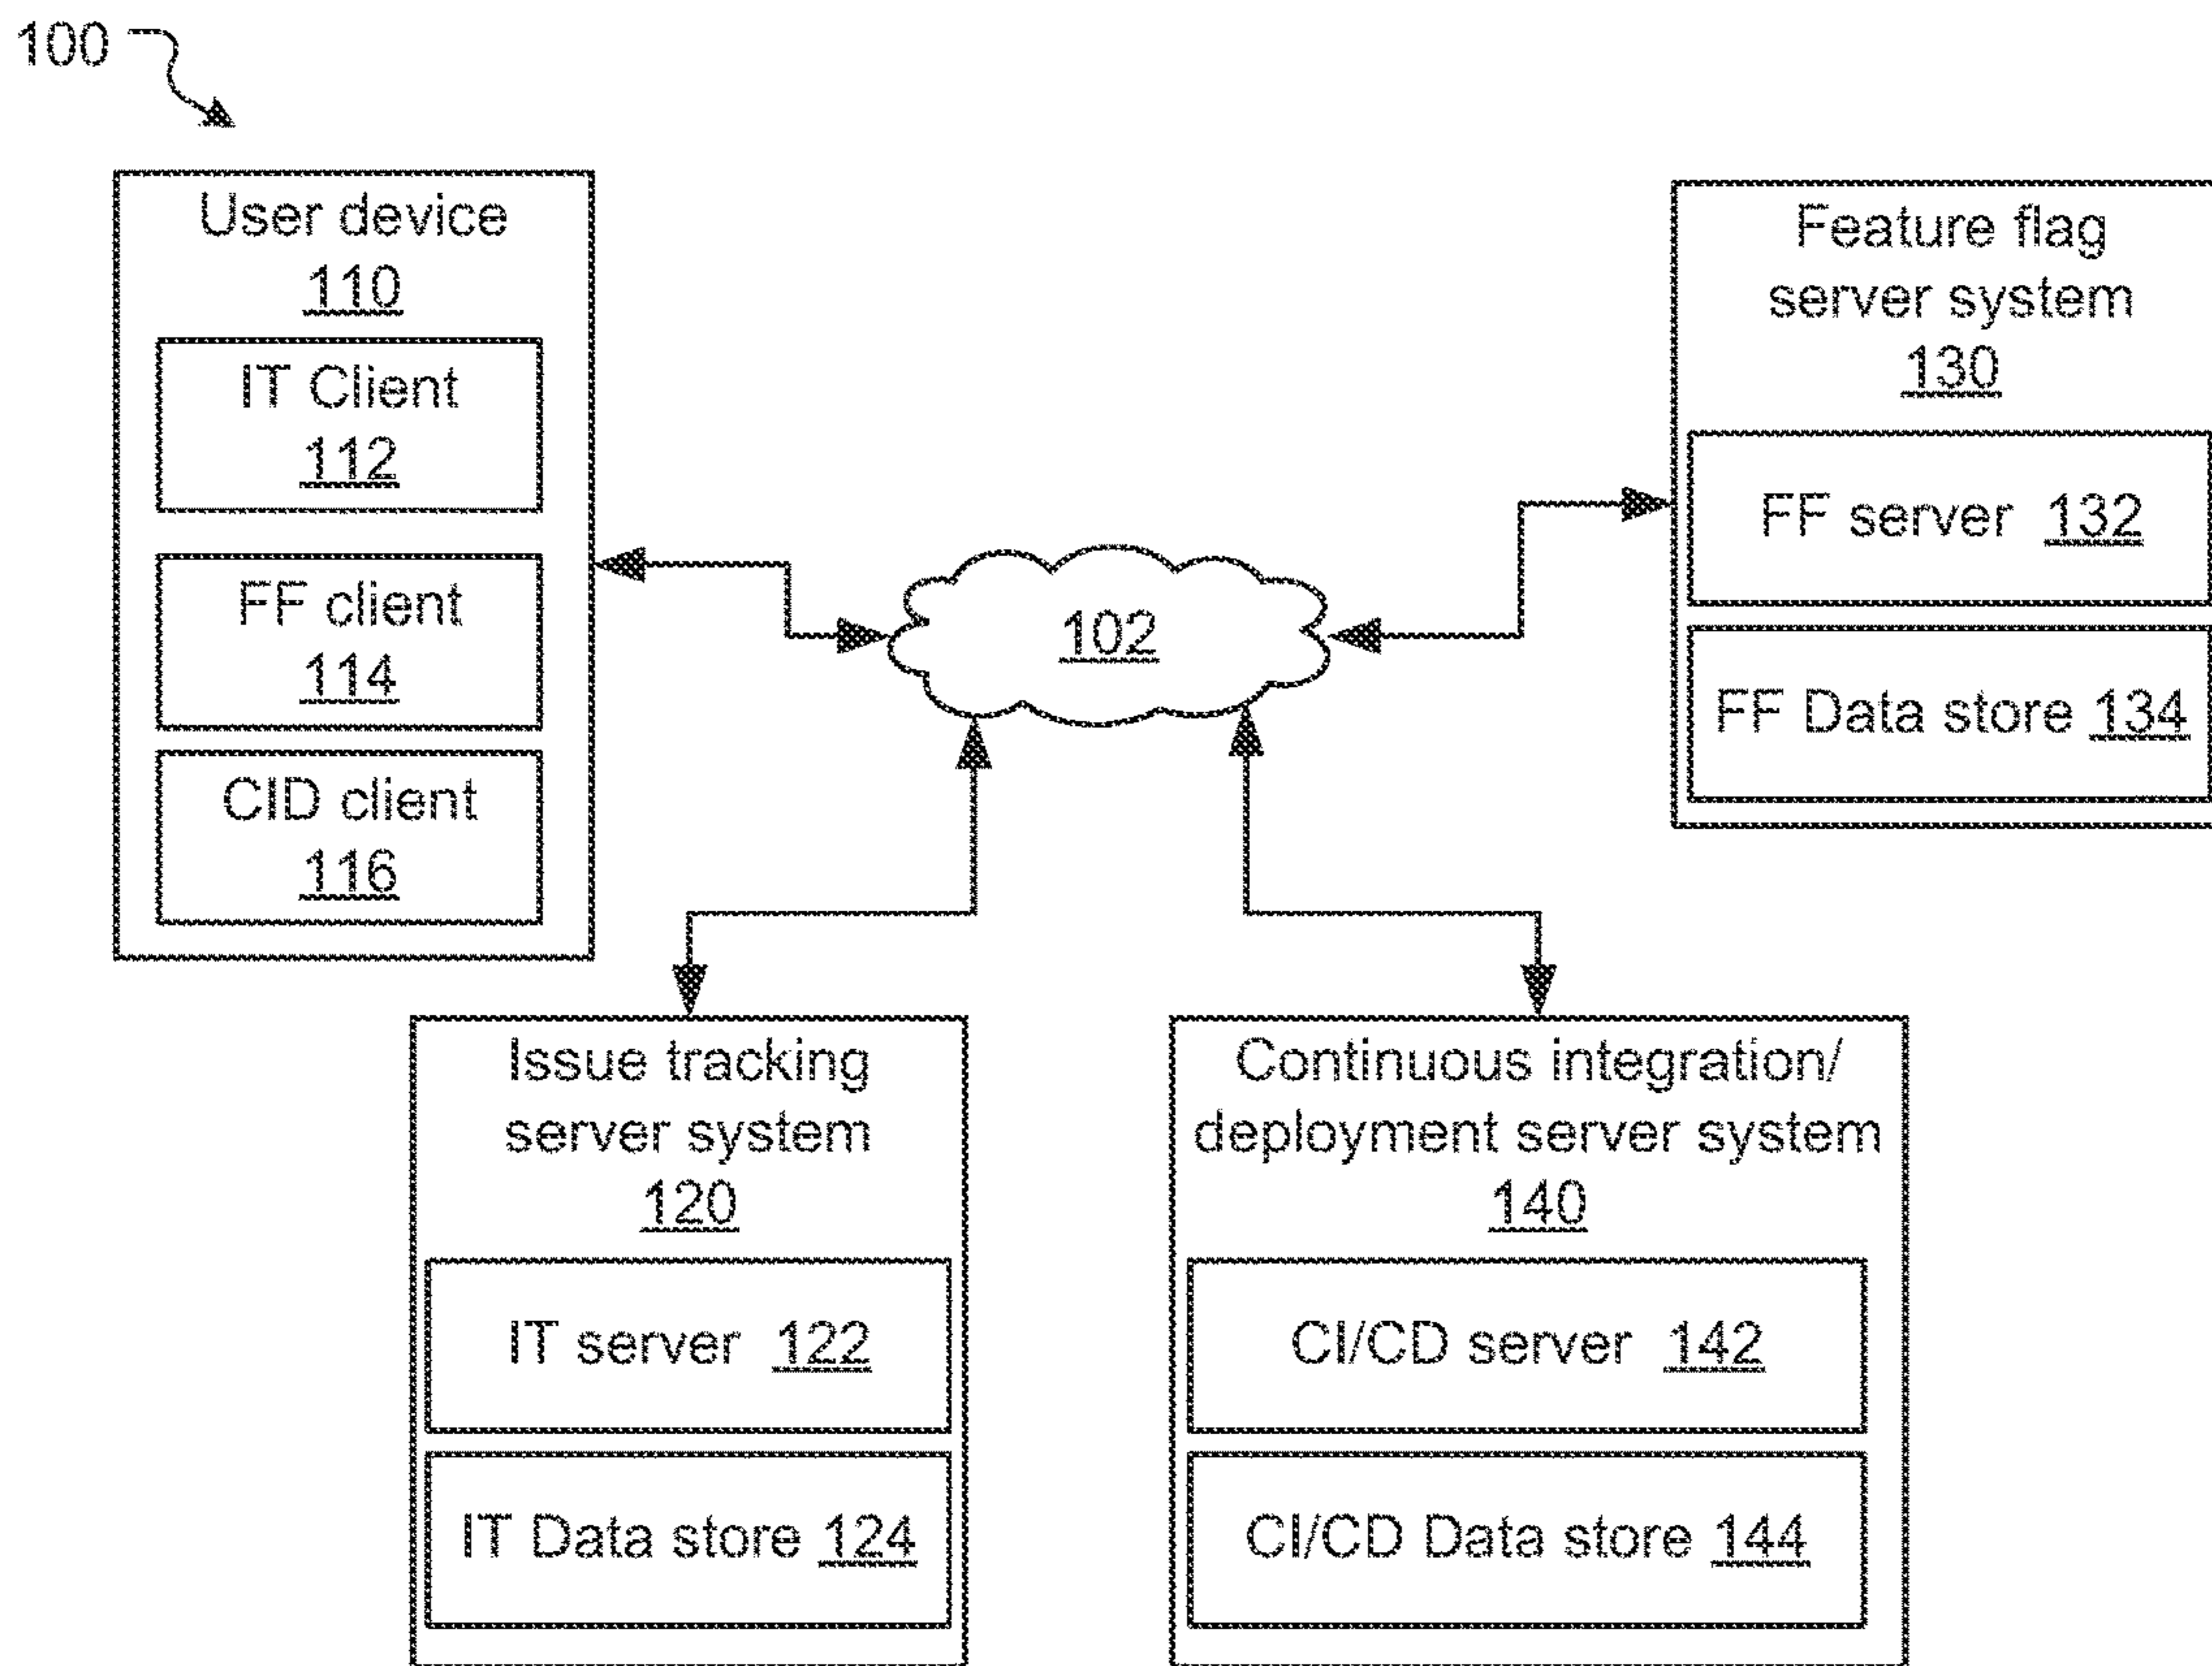 100
User device
110
IT Client
112
FF client
114
CID client
116
102
Feature flag
server system
130
FF server 132
FF Data store 134
Issue tracking
server system
120
IT server 122
IT Data store 124
Continuous integration/
deployment server system
140
CI/CD server 142
CI/CD Data store 144